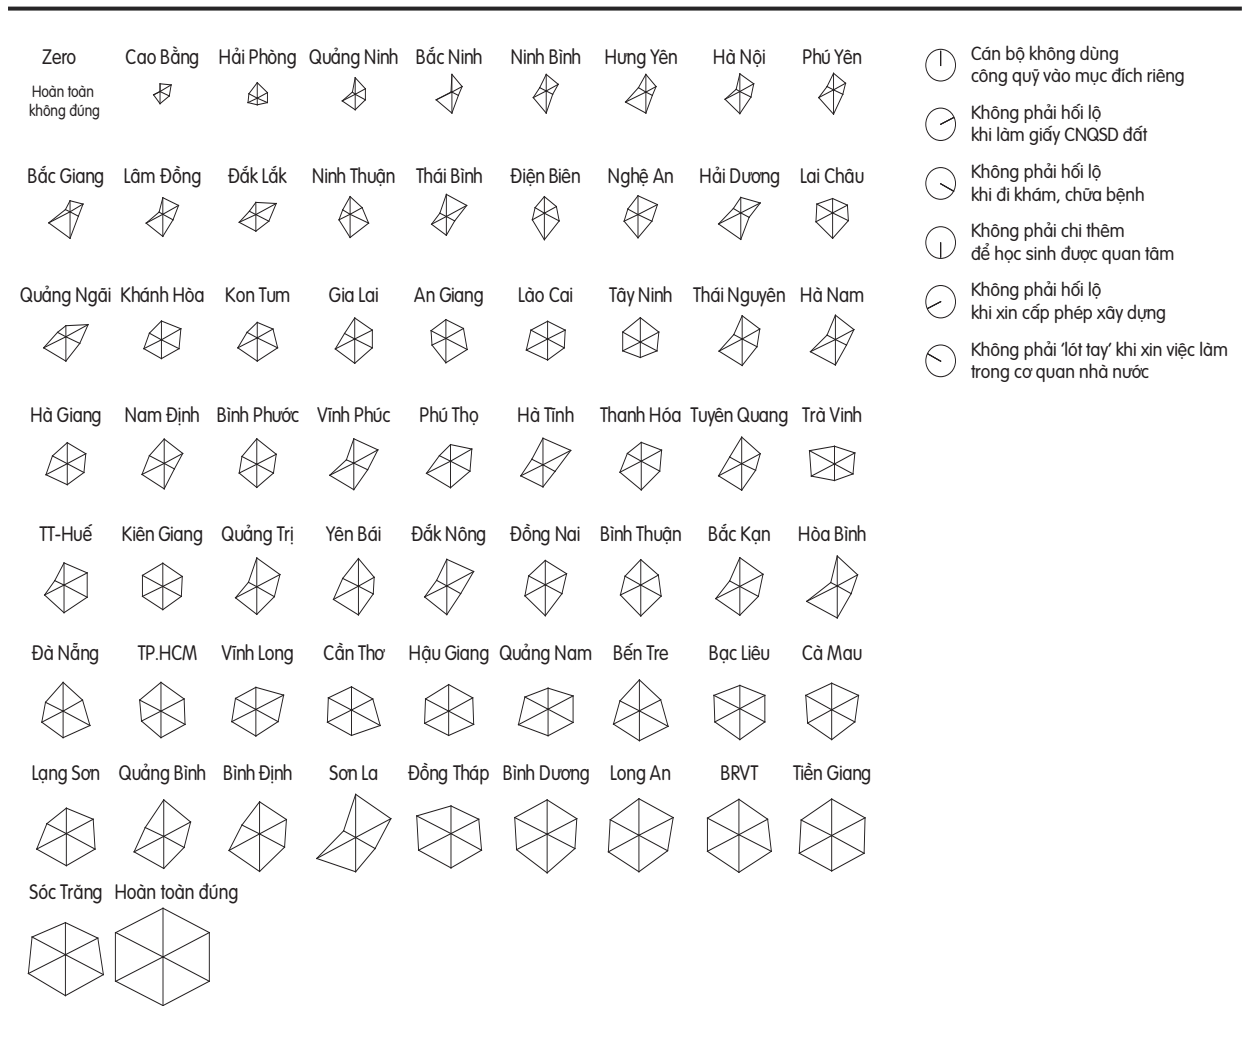 Zero Cao Bằng Hải Phòng Quảng Ninh Bắc Ninh Ninh Bình Hưng Yên Hà Nội Phú Yên
Hoàn toàn
không đúng
Bắc Giang Lâm Đồng Đắk Lắk Ninh Thuận Thái Bình Điện Biên Nghệ An Hải Dương Lai Châu
Quảng Ngãi Khánh Hòa Kon Tum Gia Lai An Giang Lào Cai Tây Ninh Thái Nguyên Hà Nam
Hà Giang Nam Định Bình Phước Vĩnh Phúc Phú Thọ Hà Tĩnh Thanh Hóa Tuyên Quang Trà Vinh
TT-Huế Kiên Giang Quảng Trị Yên Bái Đắk Nông Đồng Nai Bình Thuận Bắc Kạn Hòa Bình
Đà Nẵng TP.HCM Vĩnh Long Cần Thơ Hậu Giang Quảng Nam Bến Tre Bạc Liêu Cà Mau
Lạng Sơn Quảng Bình Bình Định Sơn La Đồng Tháp Bình Dương Long An BRVT Tiền Giang
Sóc Trăng Hoàn toàn đúng
Cán bộ không dùng
công quỹ vào mục đích riêng
Không phải hối lộ
khi làm giấy CNQSD đất
Không phải hối lộ
khi đi khám, chữa bệnh
Không phải chi thêm
để học sinh được quan tâm
Không phải hối lộ
khi xin cấp phép xây dựng
Không phải ‘lót tay’ khi xin việc làm
trong cơ quan nhà nước